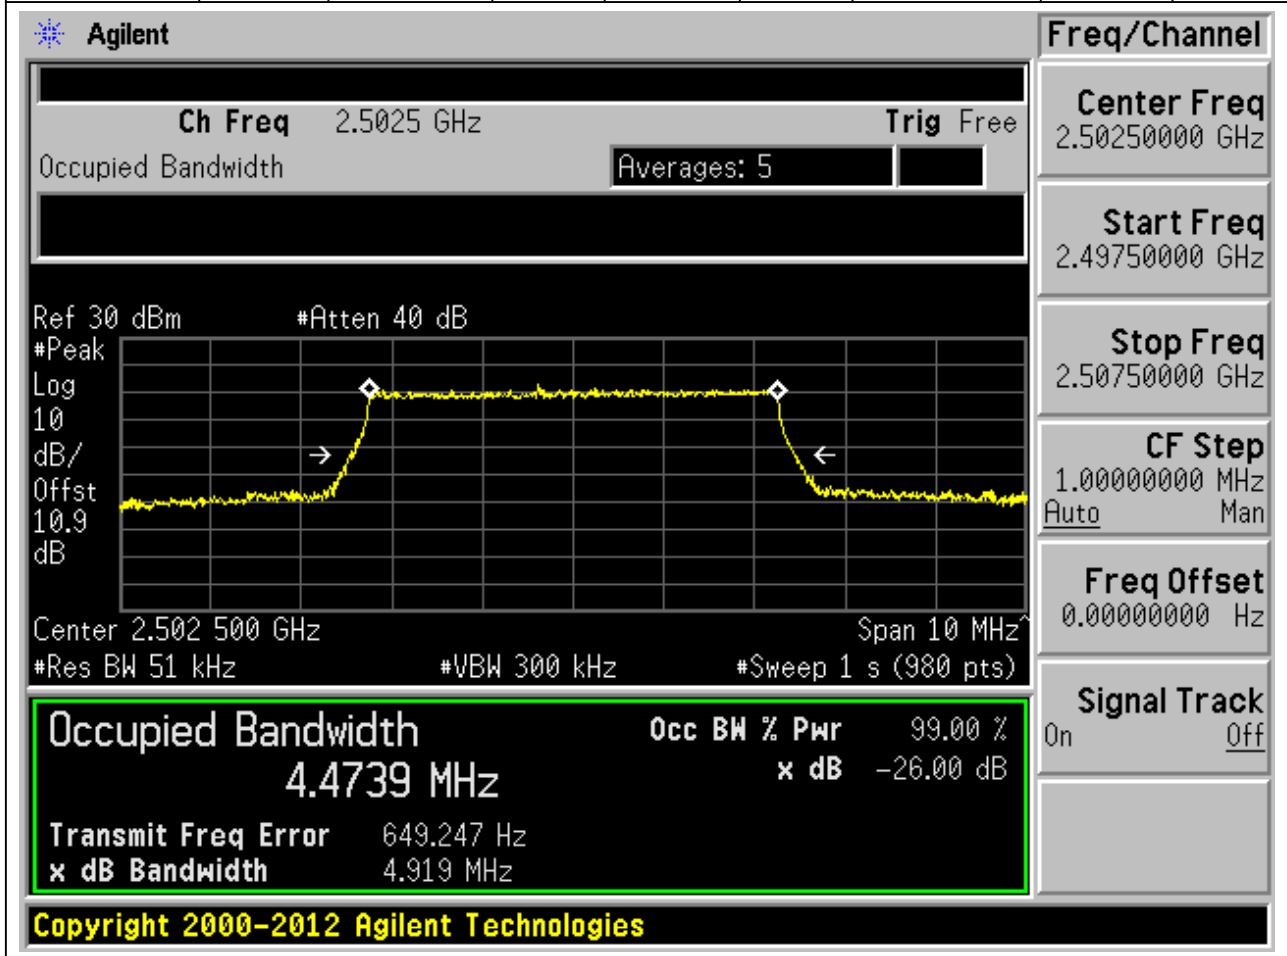 Agilent
Freq/Channel
Ch Freq 2.5025 GHz Trig Free
Occupied Bandwidth Averages: 5
Ref 30 dBm #Atten 40 dB
#Peak
Log
10
dB/
Offst
10.9
dB
Center 2.502 500 GHz Span 10 MHz^
#Res BW 51 kHz #VBW 300 kHz #Sweep 1 s (980 pts)
Occupied Bandwidth Occ BW % Pwr 99.00 %
4.4739 MHz x dB -26.00 dB
Transmit Freq Error 649.247 Hz
x dB Bandwidth 4.919 MHz
Copyright 2000-2012 Agilent Technologies
Center Freq
2.50250000 GHz
Start Freq
2.49750000 GHz
Stop Freq
2.50750000 GHz
CF Step
1.00000000 MHz
Auto Man
Freq Offset
0.00000000 Hz
Signal Track
On Off